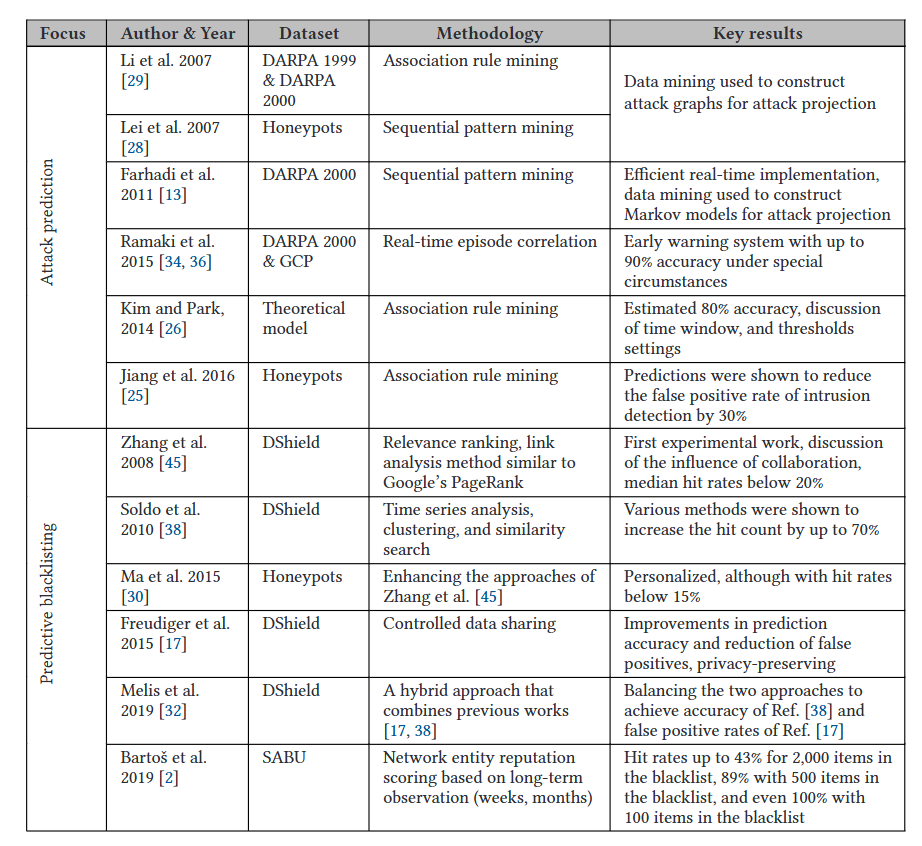 Focus Author & Year Dataset Methodology Key results
Attack prediction
Li et al. 2007
[29]
DARPA 1999
& DARPA
2000
Association rule mining
Data mining used to construct
attack graphs for attack projection
Lei et al. 2007
[28]
Honeypots
Sequential pattern mining
Farhadi et al.
2011 [13]
DARPA 2000
Sequential pattern mining
Efficient real-time implementation,
data mining used to construct
Markov models for attack projection
Ramaki et al.
2015 [34, 36]
DARPA 2000
& GCP
Real-time episode correlation
Early warning system with up to
90% accuracy under special
circumstances
Kim and Park,
2014 [26]
Theoretical
model
Association rule mining
Estimated 80% accuracy, discussion
of time window, and thresholds
settings
Jiang et al. 2016
[25]
Honeypots
Association rule mining
Predictions were shown to reduce
the false positive rate of intrusion
detection by 30%
Predictive blacklisting
Zhang et al.
2008 [45]
DShield
Relevance ranking, link
analysis method similar to
Google's PageRank
First experimental work, discussion
of the influence of collaboration,
median hit rates below 20%
Soldo et al.
2010 [38]
DShield
Time series analysis,
clustering, and similarity
search
Various methods were shown to
increase the hit count by up to 70%
Ma et al. 2015
[30]
Honeypots
Enhancing the approaches of
Zhang et al. [45]
Personalized, although with hit rates
below 15%
Freudiger et al.
2015 [17]
DShield
Controlled data sharing
Improvements in prediction
accuracy and reduction of false
positives, privacy-preserving
Melis et al.
2019 [32]
DShield
A hybrid approach that
combines previous works
[17, 38]
Balancing the two approaches to
achieve accuracy of Ref. [38] and
false positive rates of Ref. [17]
Bartoš et al.
2019 [2]
SABU
Network entity reputation
scoring based on long-term
observation (weeks, months)
Hit rates up to 43% for 2,000 items in
the blacklist, 89% with 500 items in
the blacklist, and even 100% with
100 items in the blacklist